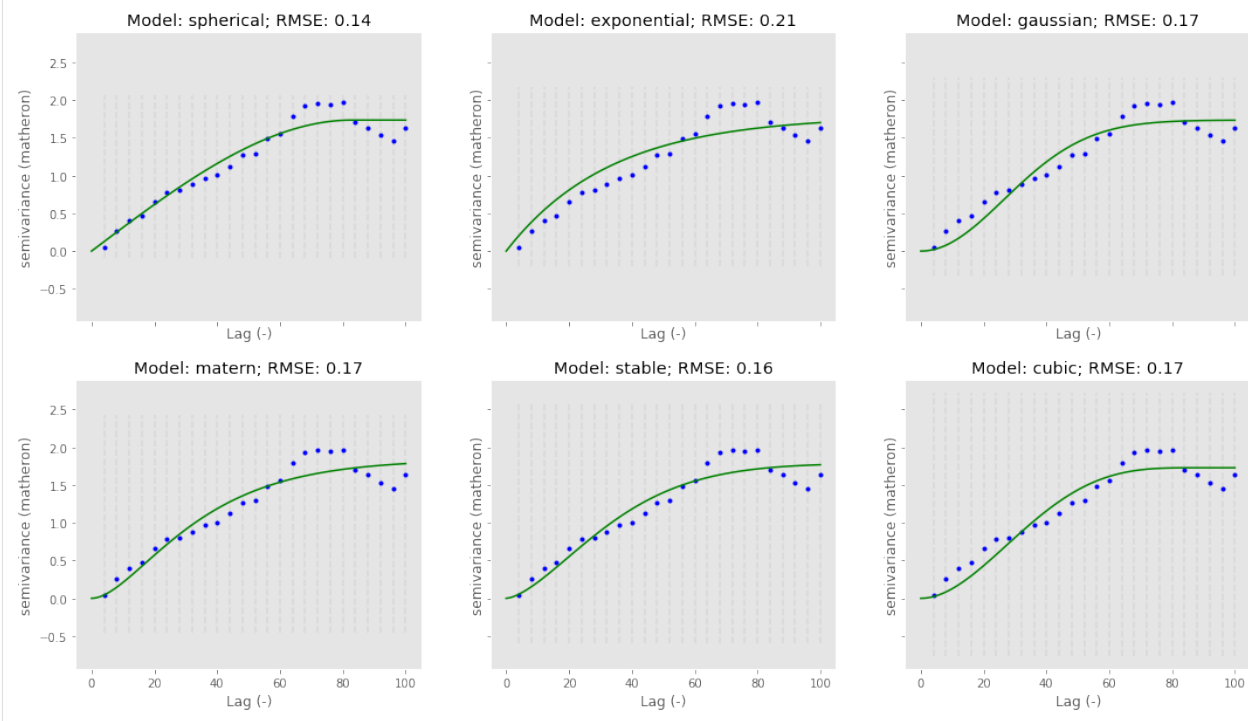 Model: spherical; RMSE: 0.14
Model: exponential; RMSE: 0.21
Model: gaussian; RMSE: 0.17
semivariance (matheron)
2.5
2.0
1.5
1.0
0.5
0.0
−0.5
Lag (-)
semivariance (matheron)
Lag (-)
semivariance (matheron)
Lag (-)
Model: matern; RMSE: 0.17
Model: stable; RMSE: 0.16
Model: cubic; RMSE: 0.17
semivariance (matheron)
2.5
2.0
1.5
1.0
0.5
0.0
−0.5
0 20 40 60 80 100
Lag (-)
semivariance (matheron)
0 20 40 60 80 100
Lag (-)
semivariance (matheron)
0 20 40 60 80 100
Lag (-)